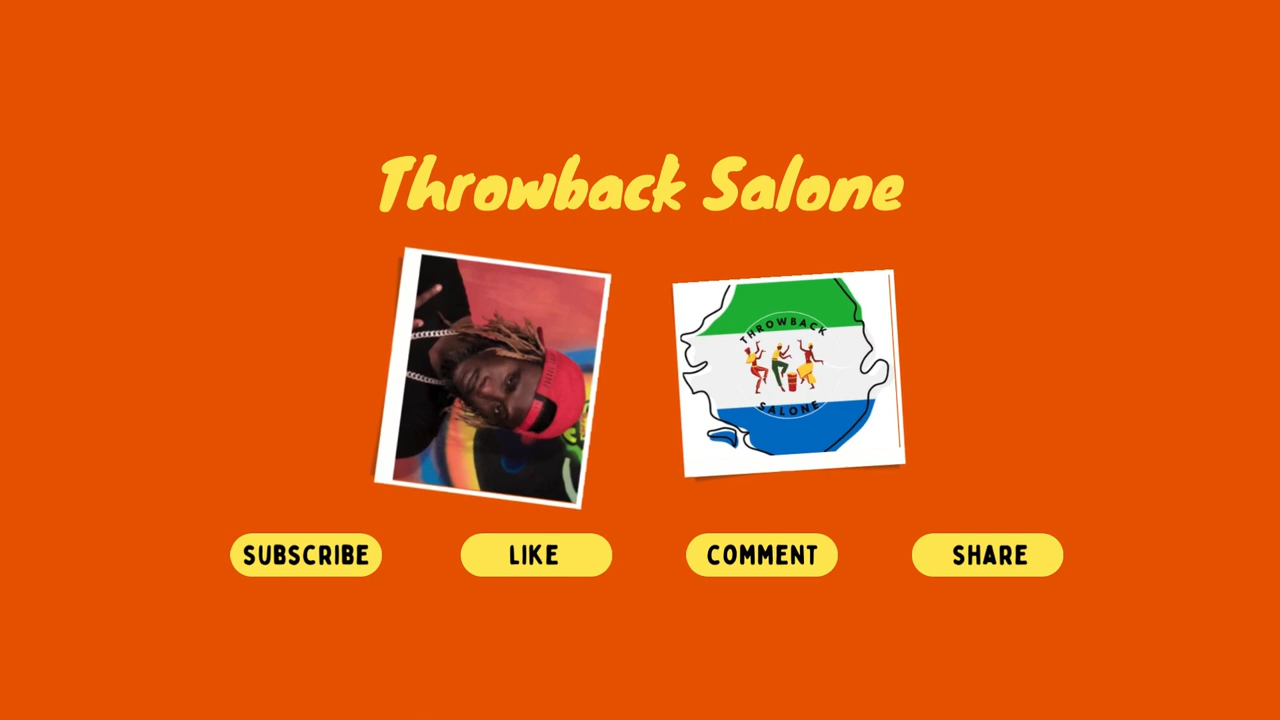 Throwback Salone
THROWBACK
SALONE
SUBSCRIBE
LIKE
COMMENT
SHARE